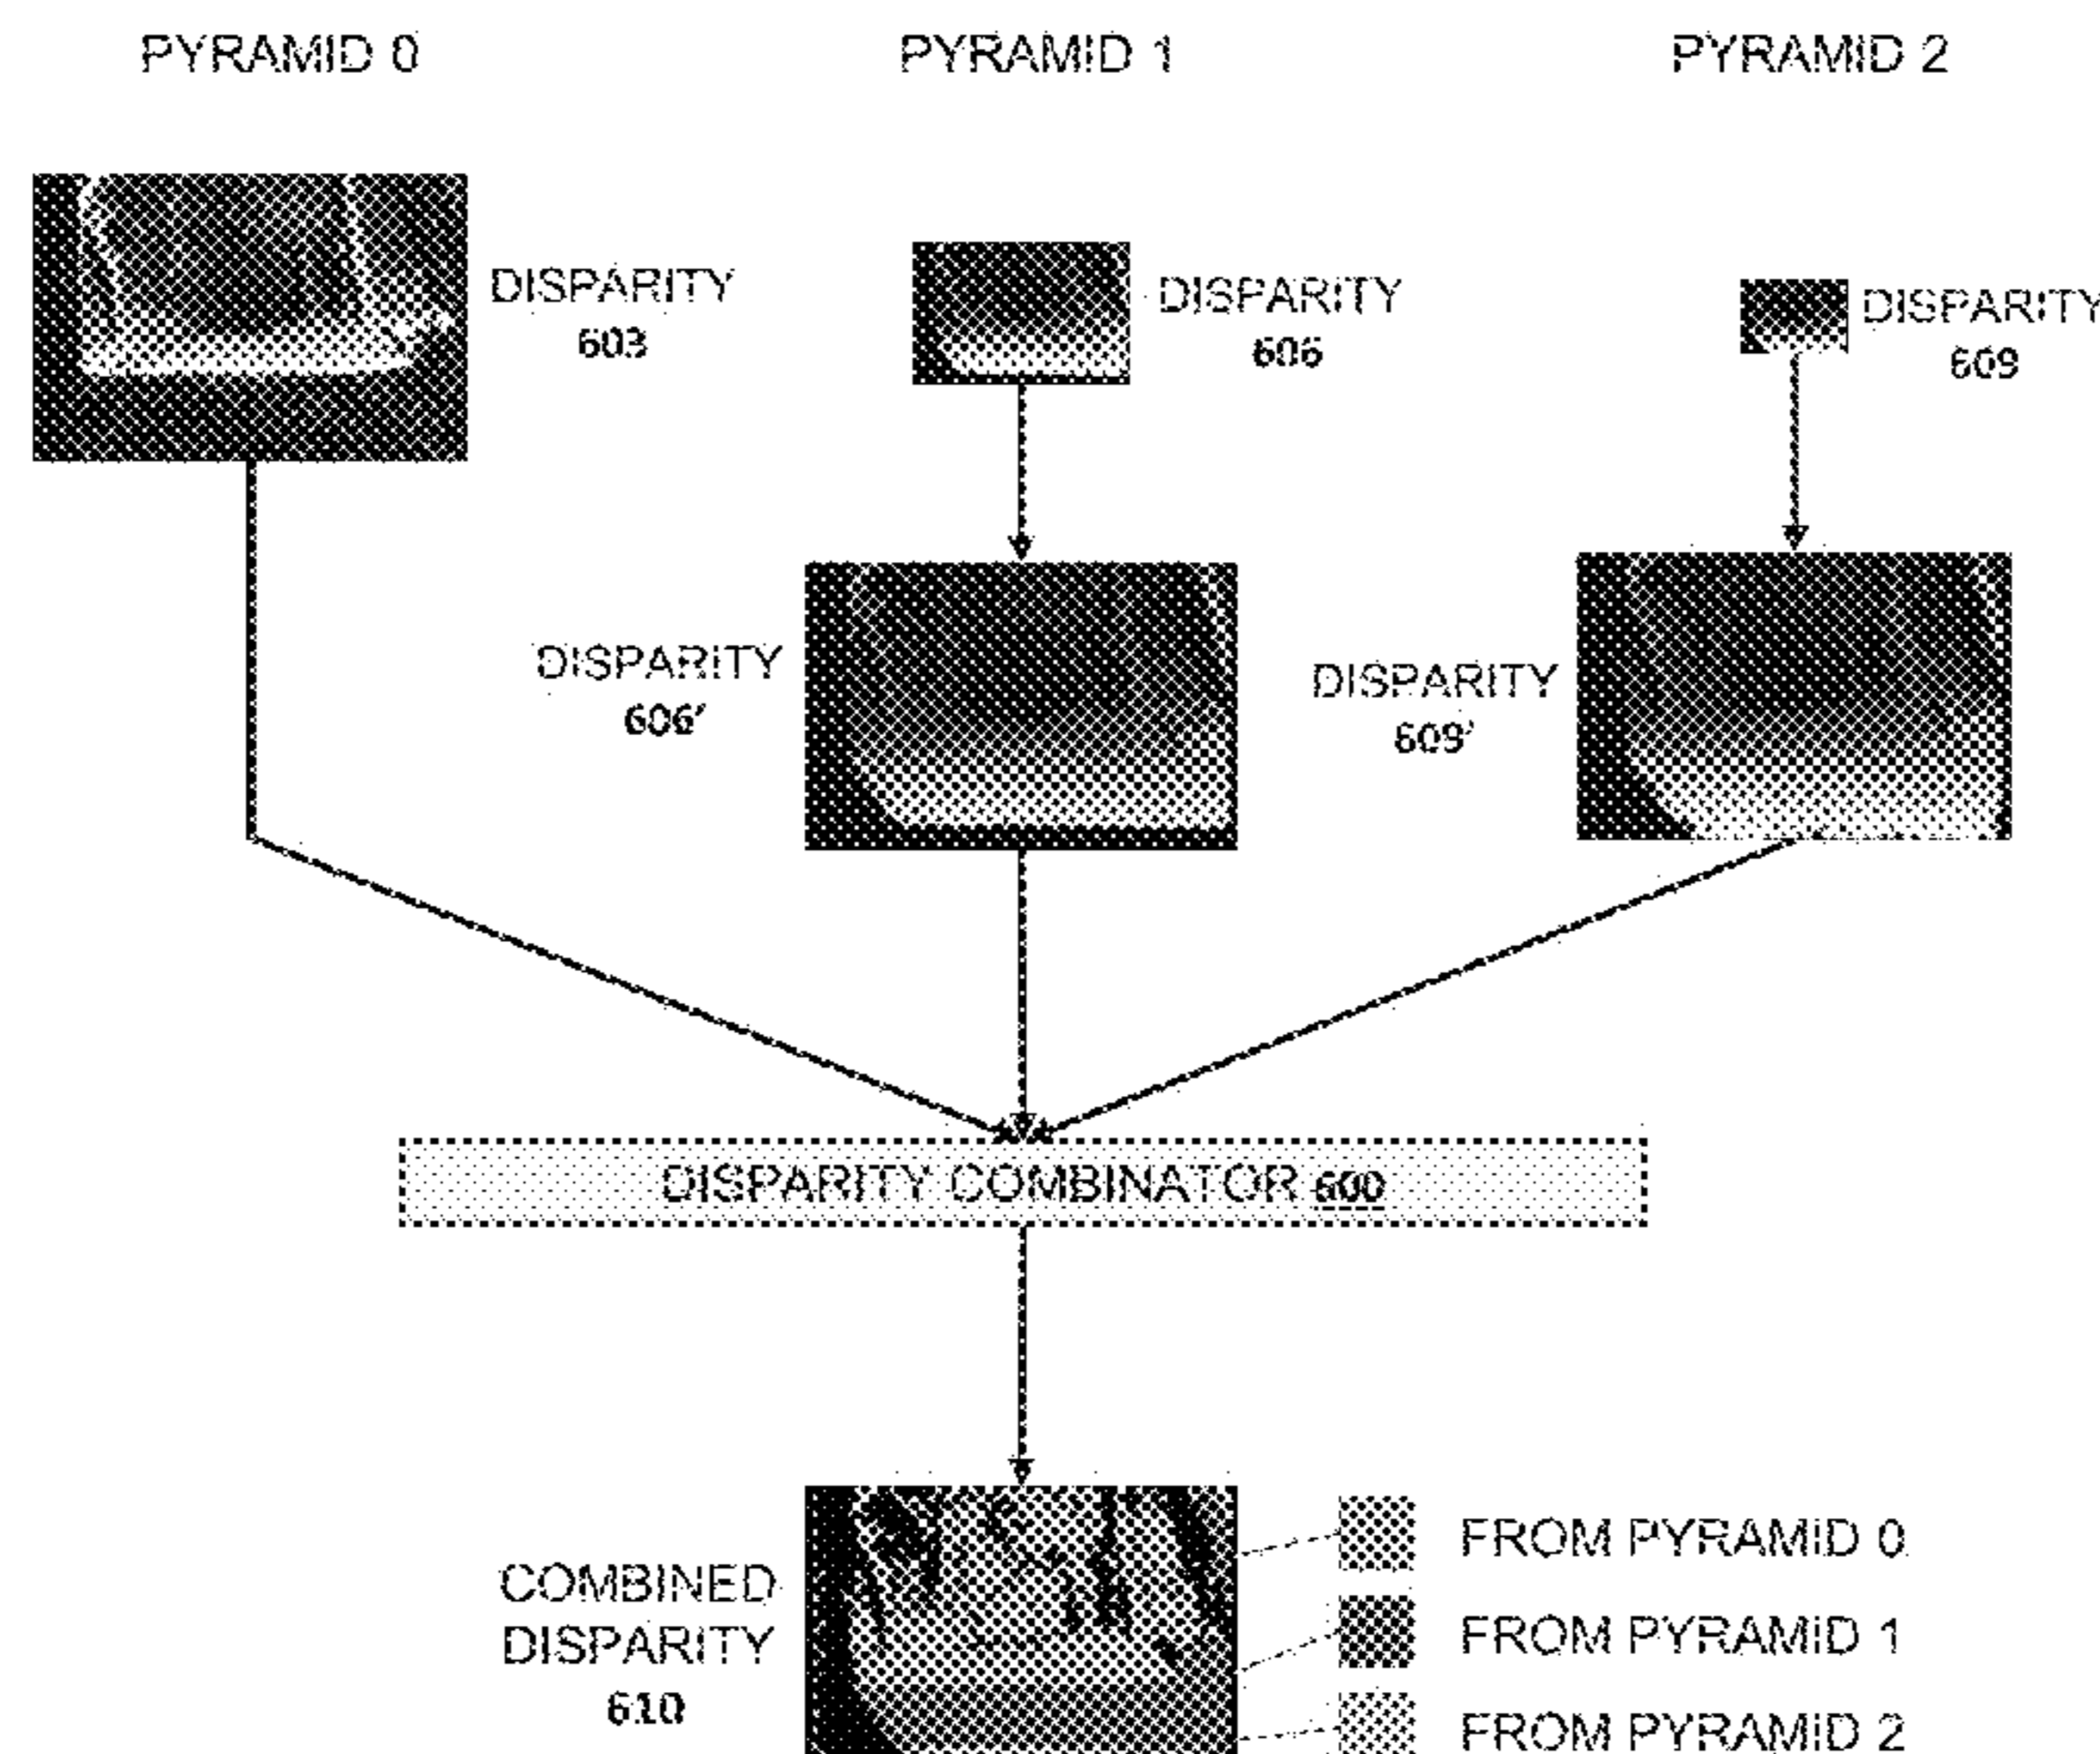 PYRAMID 0
PYRAMID 1
PYRAMID 2
DISPARITY
603
DISPARITY
606
DISPARITY
609
DISPARITY
606'
DISPARITY
609'
DISPARITY COMBINATOR 600
COMBINED
DISPARITY
610
FROM PYRAMID 0
FROM PYRAMID 1
FROM PYRAMID 2